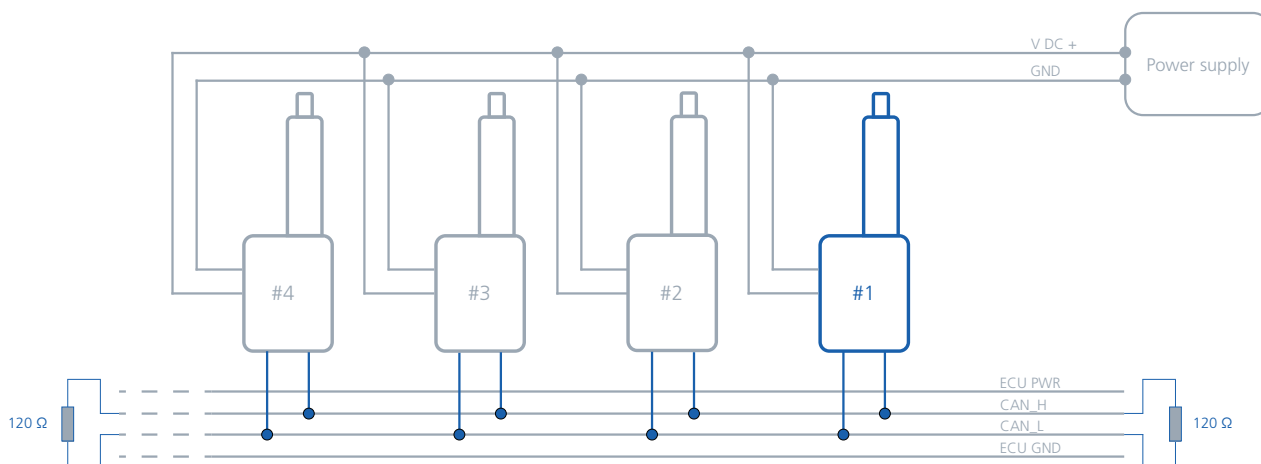 V DC +
GND
Power supply
#4
#3
#2
#1
ECU PWR
CAN_H
CAN_L
ECU GND
120 Ω
120 Ω